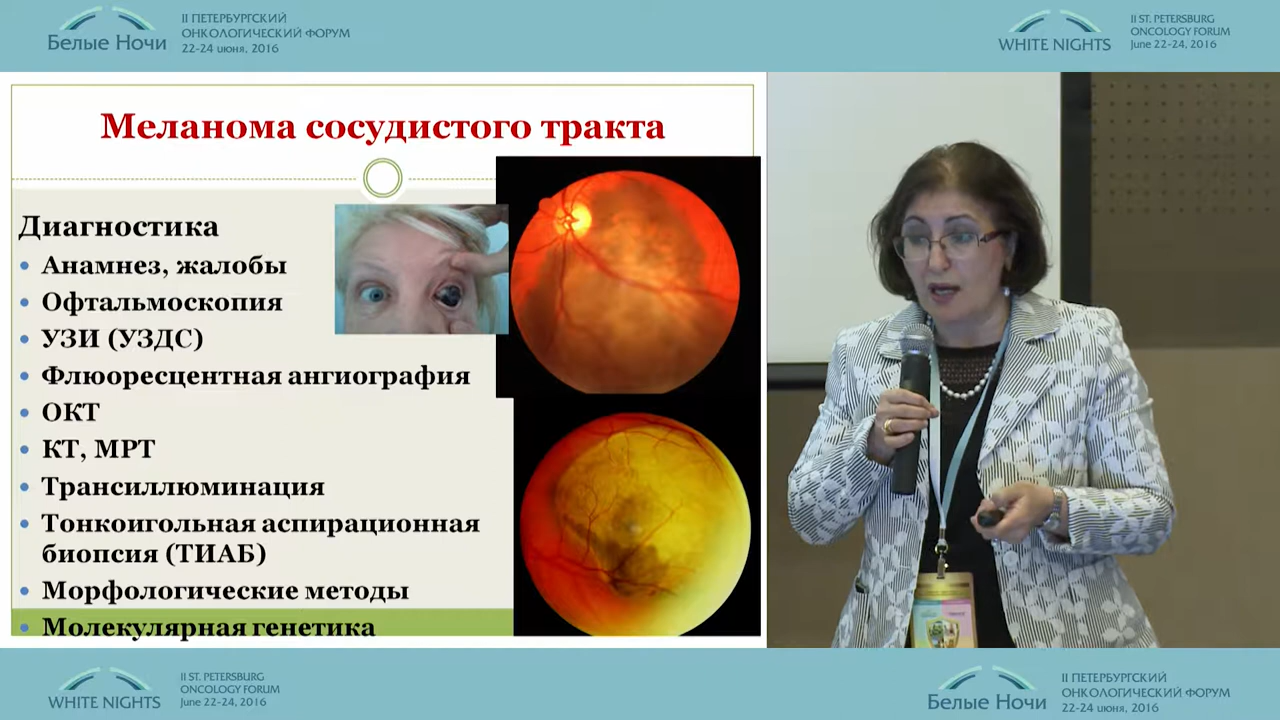 Белые Ночи
II ПЕТЕРБУРГСКИЙ
ОНКОЛОГИЧЕСКИЙ ФОРУМ
22-24 июня, 2016
WHITE NIGHTS
II ST. PETERSBURG
ONCOLOGY FORUM
June 22-24, 2016
Меланома сосудистого тракта
Диагностика
• Анамнез, жалобы
• Офтальмоскопия
• УЗИ (УЗДС)
• Флюоресцентная ангиография
• ОКТ
• КТ, МРТ
• Трансиллюминация
• Тонкоигольная аспирационная
биопсия (ТИАБ)
• Морфологические методы
• Молекулярная генетика
WHITE NIGHTS
II ST. PETERSBURG
ONCOLOGY FORUM
June 22-24, 2016
Белые Ночи
II ПЕТЕРБУРГСКИЙ
ОНКОЛОГИЧЕСКИЙ ФОРУМ
22-24 июня, 2016